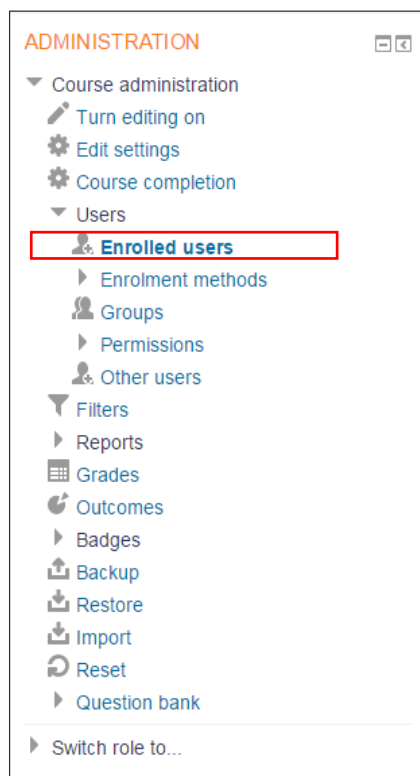 ADMINISTRATION
Course administration
Turn editing on
Edit settings
Course completion
Users
Enrolled users
Enrolment methods
Groups
Permissions
Other users
Filters
Reports
Grades
Outcomes
Badges
Backup
Restore
Import
Reset
Question bank
Switch role to...